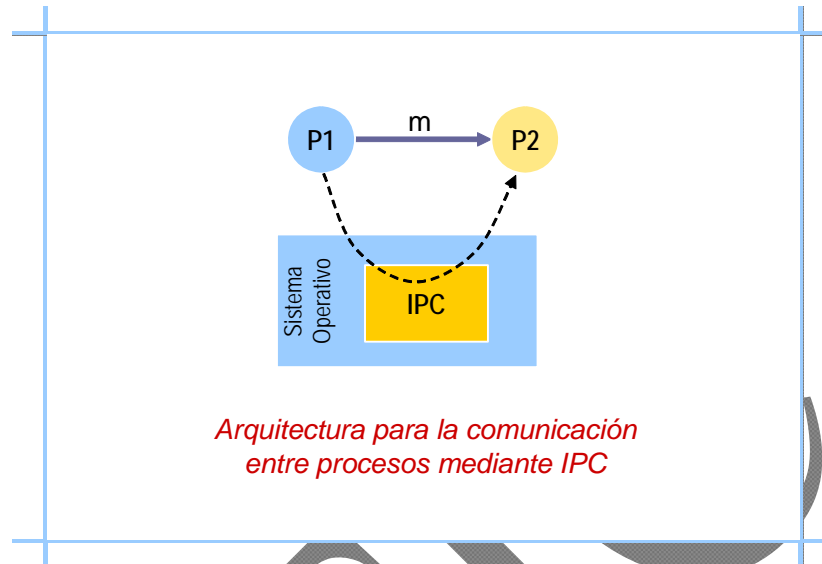 m
P1
P2
Sistema
Operativo
IPC
Arquitectura para la comunicación
entre procesos mediante IPC